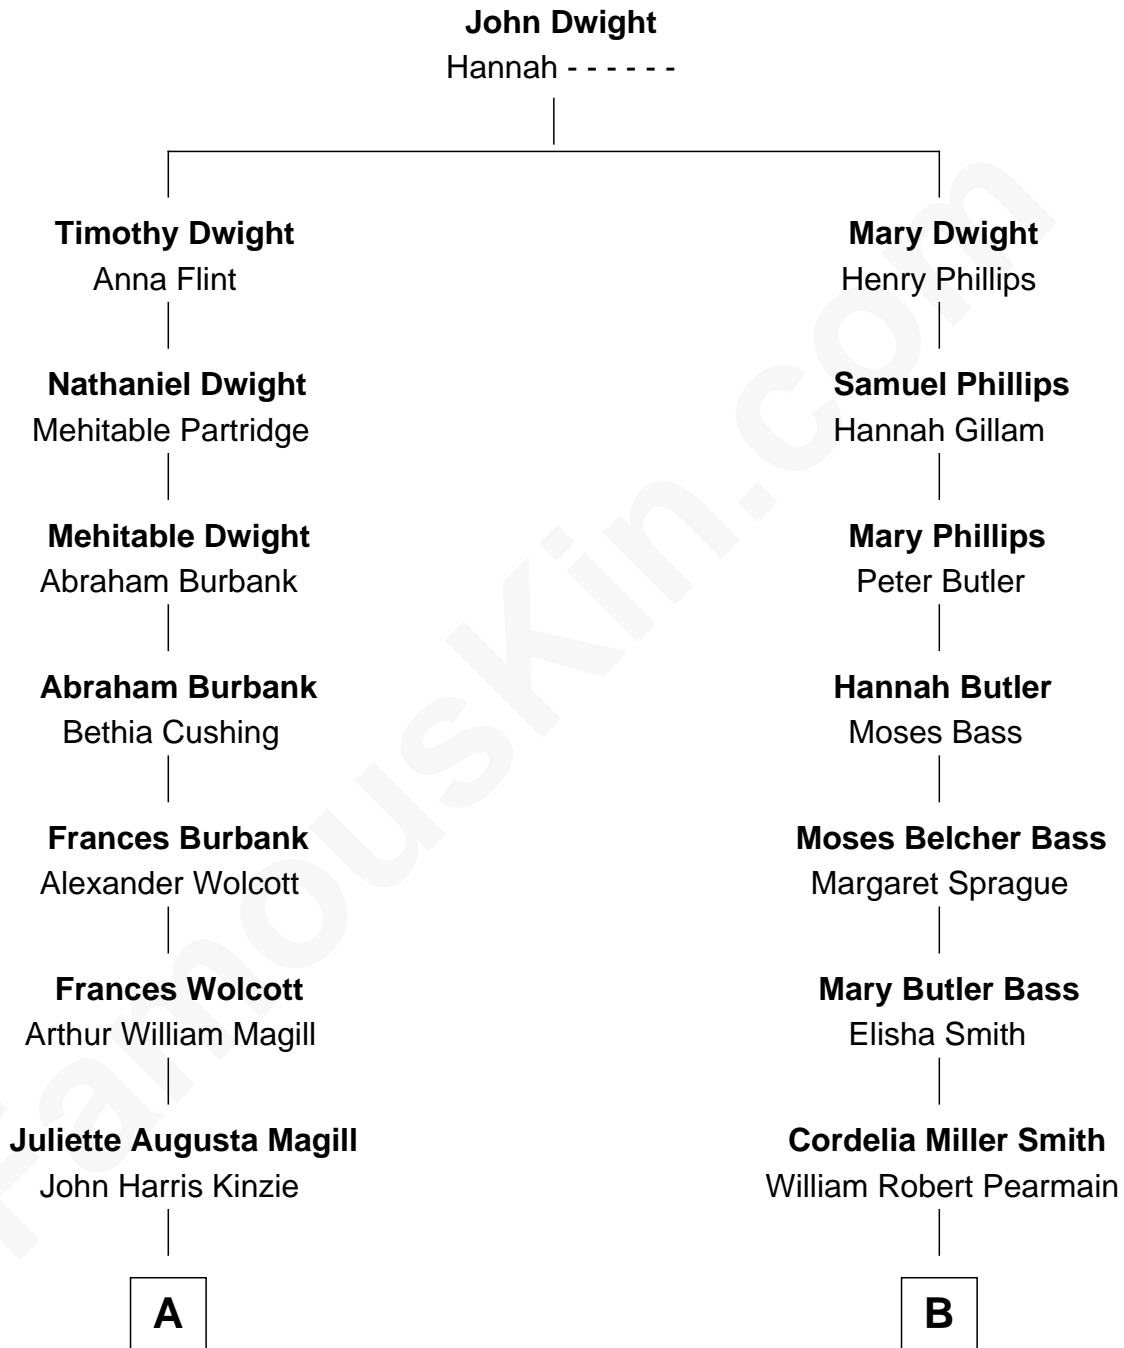 John Dwight
Hannah - - - - - -
Timothy Dwight
Anna Flint
Nathaniel Dwight
Mehitable Partridge
Mehitable Dwight
Abraham Burbank
Abraham Burbank
Bethia Cushing
Frances Burbank
Alexander Wolcott
Frances Wolcott
Arthur William Magill
Juliette Augusta Magill
John Harris Kinzie
A
Mary Dwight
Henry Phillips
Samuel Phillips
Hannah Gillam
Mary Phillips
Peter Butler
Hannah Butler
Moses Bass
Moses Belcher Bass
Margaret Sprague
Mary Butler Bass
Elisha Smith
Cordelia Miller Smith
William Robert Pearmain
B
FamousKin.com